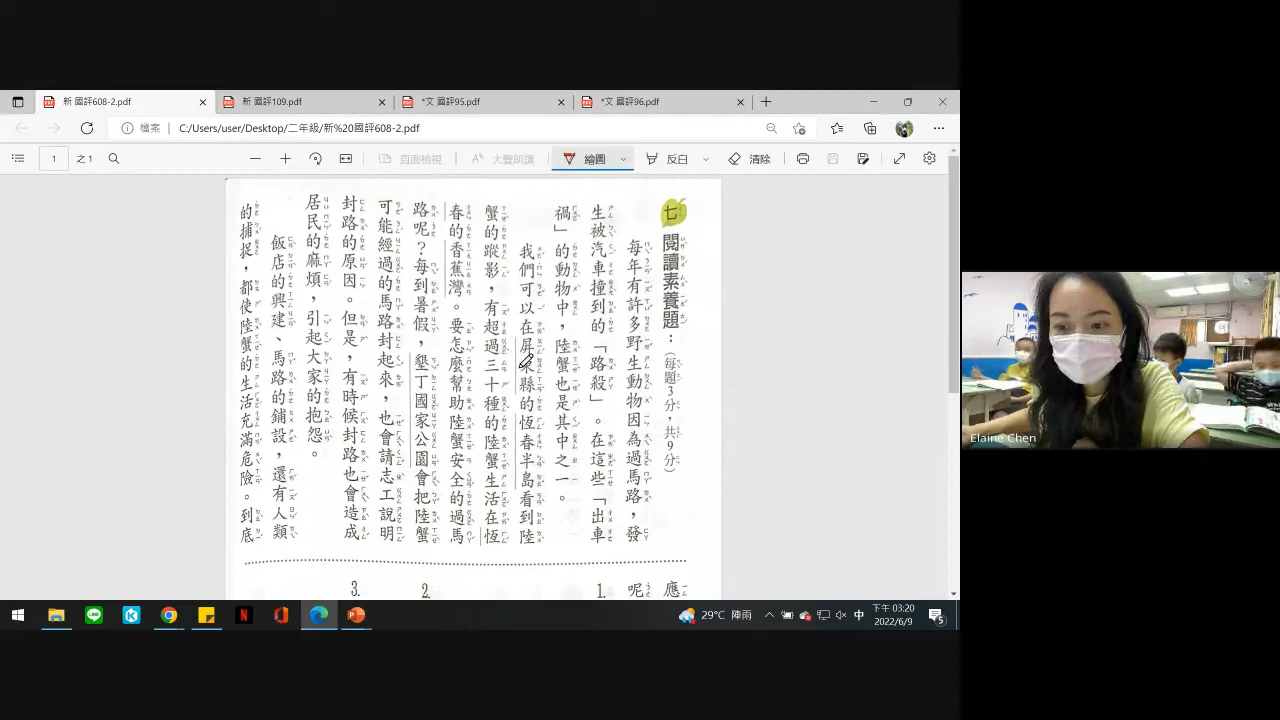 新 國評608-2.pdf
新 國評109.pdf
*文 國評95.pdf
*文 國評96.pdf
檔案
C:/Users/user/Desktop/二年級/新%20國評608-2.pdf
1
之1
頁面檢視
大聲朗讀
繪圖
反白
清除
七 閱讀素養題：（每題3分，共9分）
每年有許多野生動物因為過馬路，發
生被汽車撞到的「路殺」。在這些「出車
禍」的動物中，陸蟹也是其中之一。
我們可以在屏東縣的恆春半島看到陸
蟹的蹤影，有超過三十種的陸蟹生活在恆
春的香蕉灣。要怎麼幫助陸蟹安全的過馬
路呢？每到暑假，墾丁國家公園會把陸蟹
可能經過的馬路封起來，也會請志工說明
封路的原因。但是，有時候封路也會造成
居民的麻煩，引起大家的抱怨。
飯店的興建、馬路的鋪設，還有人類
的捕捉，都使陸蟹的生活充滿危險。到底
應
呢
1.
2.
3.
Elaine Chen
29°C 陣雨
中
下午 03:20
2022/6/9
5